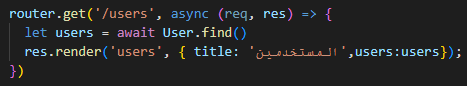 router.get('/users', async (req, res) => {
let users = await User.find()
res.render('users', { title: 'المستخدمين',users:users});
})